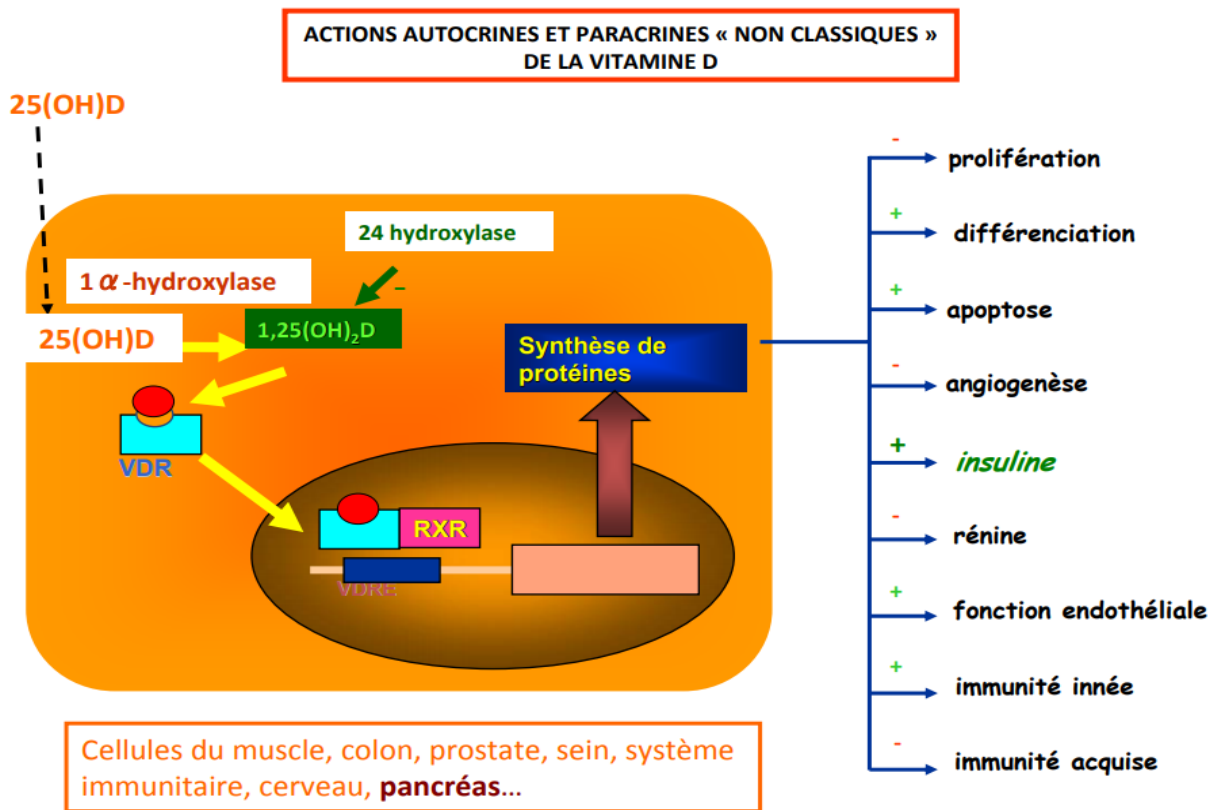 ACTIONS AUTOCRINES ET PARACRINES « NON CLASSIQUES »
DE LA VITAMINE D
25(OH)D
24 hydroxylase
1 α -hydroxylase
–
25(OH)D
1,25(OH)₂D
Synthèse de
protéines
VDR
RXR
VDRE
- prolifération
+ différenciation
+ apoptose
- angiogenèse
+ insuline
- rénine
+ fonction endothéliale
+ immunité innée
- immunité acquise
Cellules du muscle, colon, prostate, sein, système
immunitaire, cerveau, pancréas...